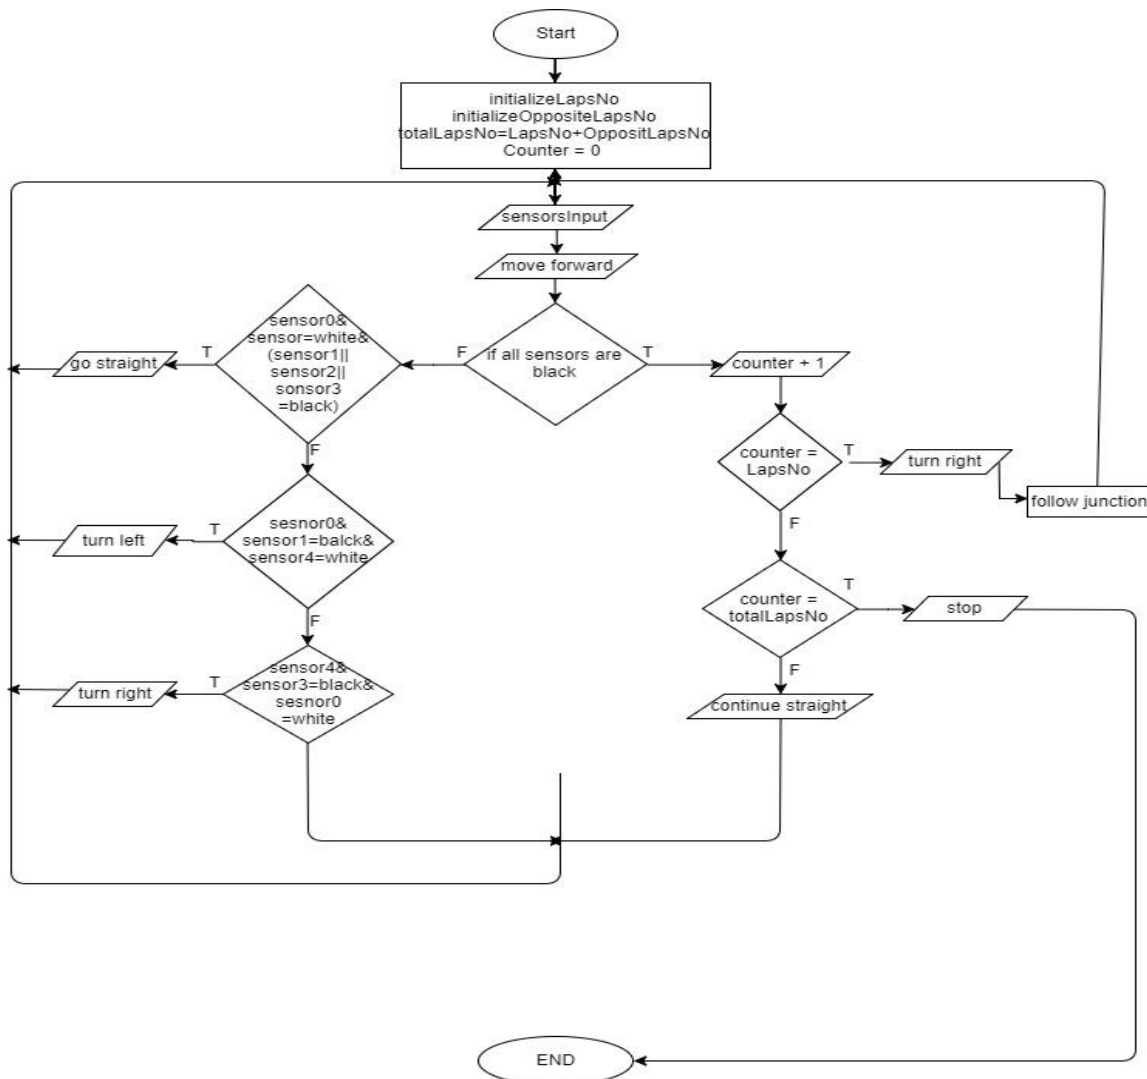 Start
initializeLapsNo
initializeOppositeLapsNo
totalLapsNo=LapsNo+OppositLapsNo
Counter = 0
sensorsInput
move forward
if all sensors are
black
F
T
sensor0&
sensor=white&
(sensor1||
sensor2||
sonsor3
=black)
T
go straight
F
sesnor0&
sensor1=balck&
sensor4=white
T
turn left
F
sensor4&
sensor3=black&
sesnor0
=white
T
turn right
counter + 1
counter =
LapsNo
T
turn right
follow junction
F
counter =
totalLapsNo
T
stop
F
continue straight
END